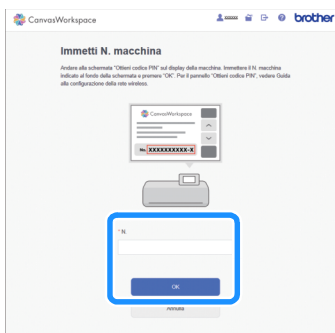 CanvasWorkspace
brother
Immetti N. macchina
Andare alla schermata "Ottieni codice PIN" sul display della macchina. Immettere il N. macchina
indicato al fondo della schermata e premere "OK". Per il pannello "Ottieni codice PIN", vedere Guida
alla configurazione della rete wireless.
CanvasWorkspace
No. XXXXXXXXXX-X
* N.
OK
Annulla